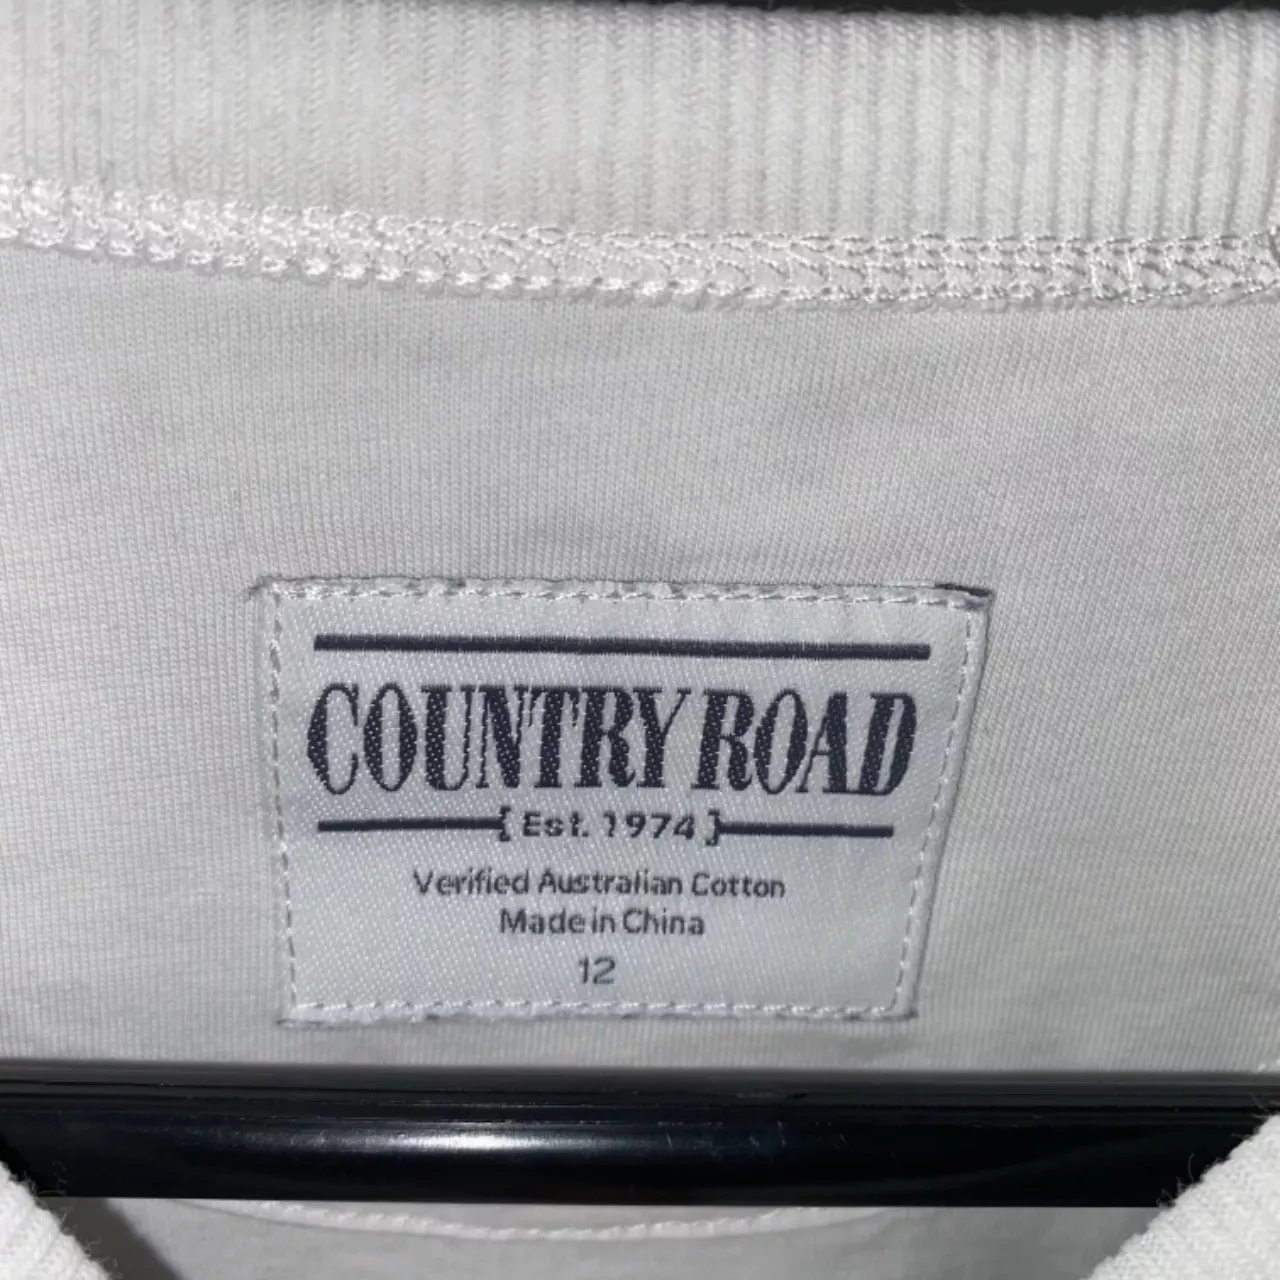 COUNTRY ROAD
[Est. 1974]
Verified Australian Cotton
Made in China
12